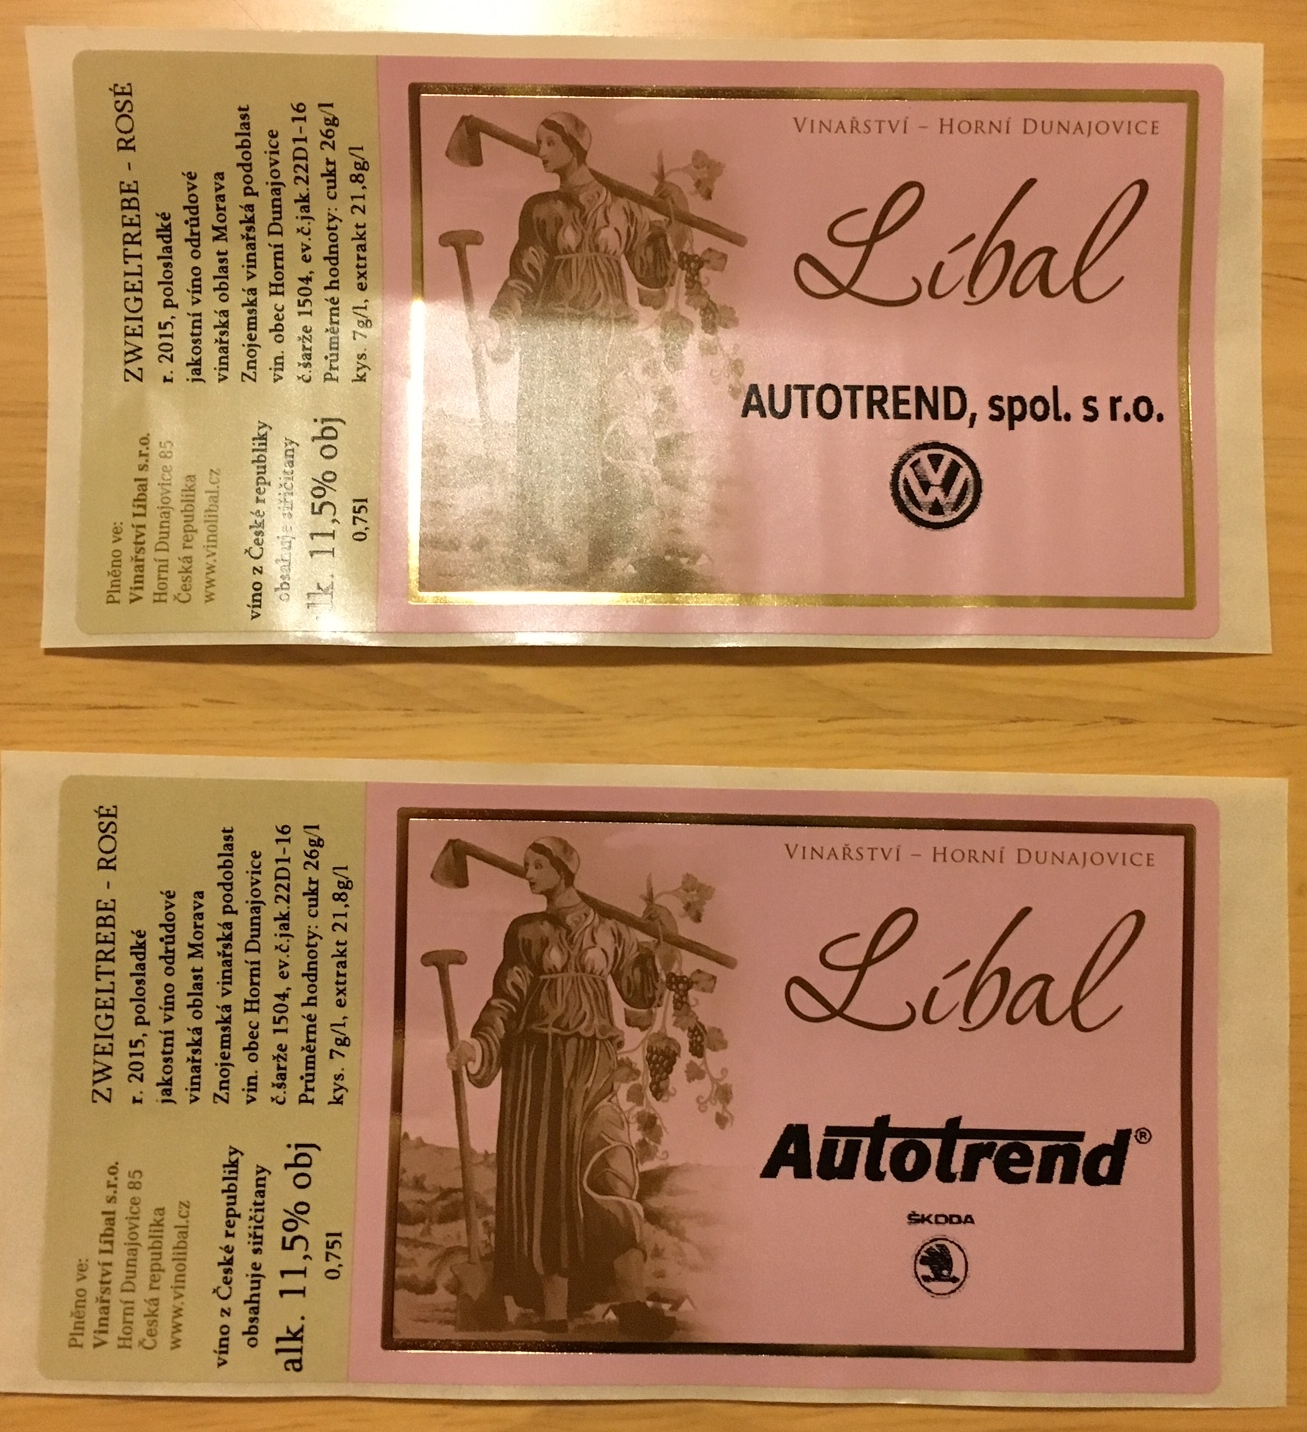 ZWEIGELTREBE - ROSÉ
r. 2015, polosladké
jakostní víno odrůdové
vinařská oblast Morava
Znojemská vinařská podoblast
vin. obec Horní Dunajovice
č.šarže 1504, ev.č.jak.22D1-16
Průměrné hodnoty: cukr 26g/l
kys. 7g/l, extrakt 21,8g/l
Plněno ve:
Vinařství Líbal s.r.o.
Horní Dunajovice 85
Česká republika
www.vinolibal.cz
víno z České republiky
obsahuje siřičitany
alk. 11,5% obj
0,75l
VINAŘSTVÍ – HORNÍ DUNAJOVICE
Líbal
AUTOTREND, spol. s r.o.
ZWEIGELTREBE - ROSÉ
r. 2015, polosladké
jakostní víno odrůdové
vinařská oblast Morava
Znojemská vinařská podoblast
vin. obec Horní Dunajovice
č.šarže 1504, ev.č.jak.22D1-16
Průměrné hodnoty: cukr 26g/l
kys. 7g/l, extrakt 21,8g/l
Plněno ve:
Vinařství Líbal s.r.o.
Horní Dunajovice 85
Česká republika
www.vinolibal.cz
víno z České republiky
obsahuje siřičitany
alk. 11,5% obj
0,75l
VINAŘSTVÍ – HORNÍ DUNAJOVICE
Líbal
Autotrend®
ŠKODA